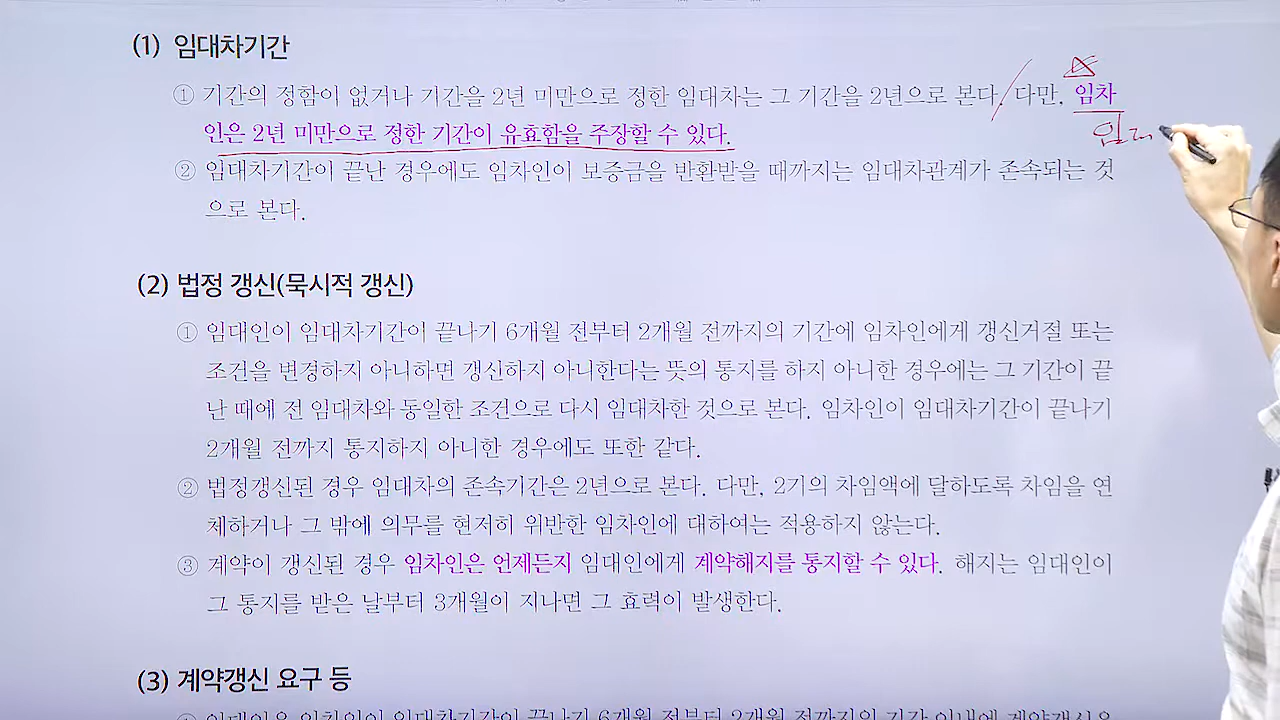 (1) 임대차기간
① 기간의 정함이 없거나 기간을 2년 미만으로 정한 임대차는 그 기간을 2년으로 본다. 다만, 임차
인은 2년 미만으로 정한 기간이 유효함을 주장할 수 있다.
② 임대차기간이 끝난 경우에도 임차인이 보증금을 반환받을 때까지는 임대차관계가 존속되는 것
으로 본다.
(2) 법정 갱신(묵시적 갱신)
① 임대인이 임대차기간이 끝나기 6개월 전부터 2개월 전까지의 기간에 임차인에게 갱신거절 또는
조건을 변경하지 아니하면 갱신하지 아니한다는 뜻의 통지를 하지 아니한 경우에는 그 기간이 끝
난 때에 전 임대차와 동일한 조건으로 다시 임대차한 것으로 본다. 임차인이 임대차기간이 끝나기
2개월 전까지 통지하지 아니한 경우에도 또한 같다.
② 법정갱신된 경우 임대차의 존속기간은 2년으로 본다. 다만, 2기의 차임액에 달하도록 차임을 연
체하거나 그 밖에 의무를 현저히 위반한 임차인에 대하여는 적용하지 않는다.
③ 계약이 갱신된 경우 임차인은 언제든지 임대인에게 계약해지를 통지할 수 있다. 해지는 임대인이
그 통지를 받은 날부터 3개월이 지나면 그 효력이 발생한다.
(3) 계약갱신 요구 등